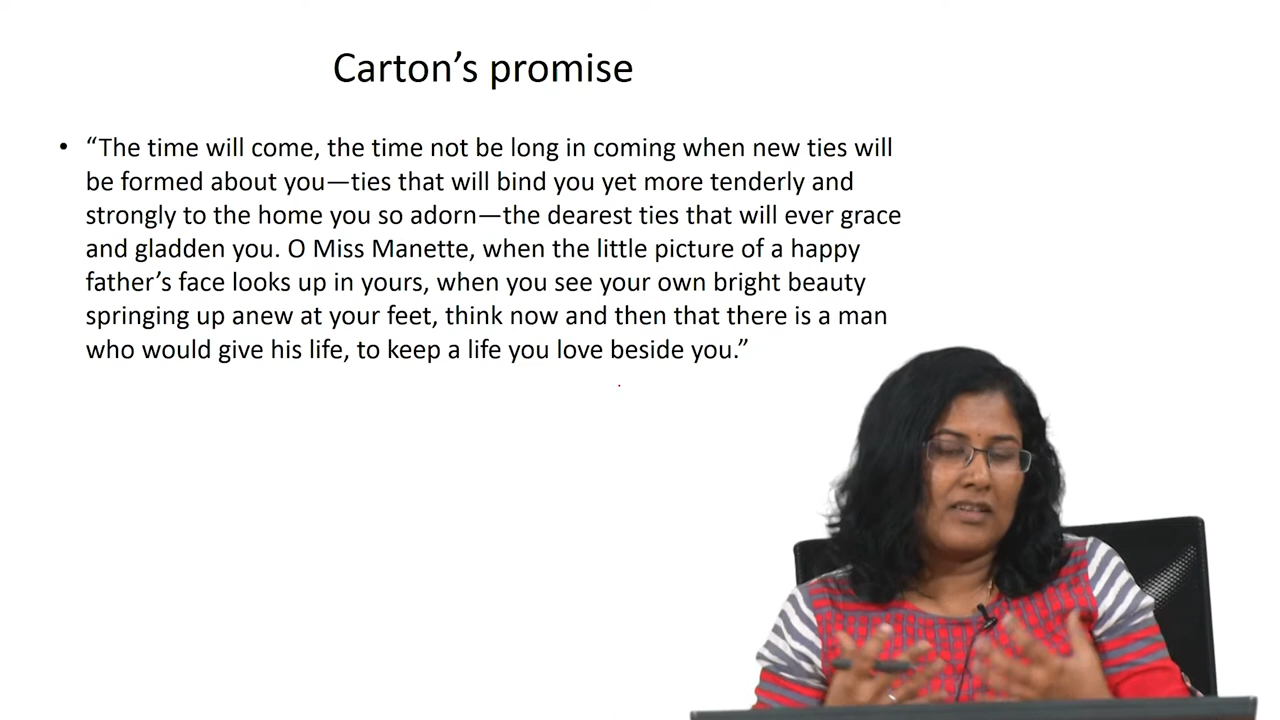 Carton’s promise
• “The time will come, the time not be long in coming when new ties will
be formed about you—ties that will bind you yet more tenderly and
strongly to the home you so adorn—the dearest ties that will ever grace
and gladden you. O Miss Manette, when the little picture of a happy
father’s face looks up in yours, when you see your own bright beauty
springing up anew at your feet, think now and then that there is a man
who would give his life, to keep a life you love beside you.”